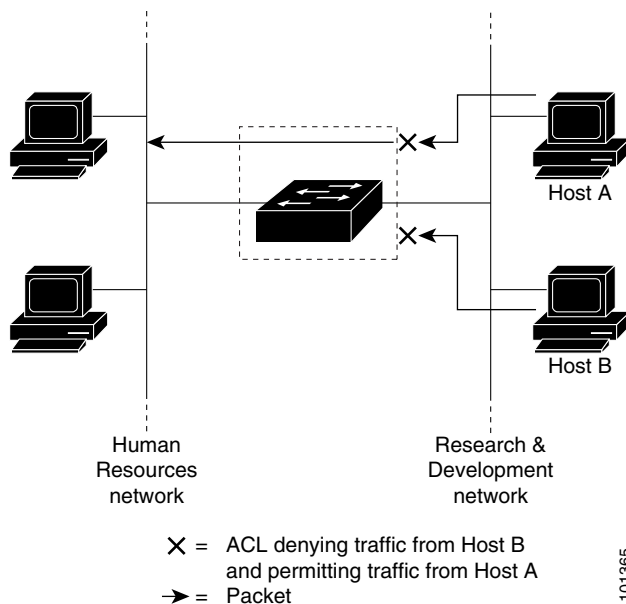 Host A
Host B
Human
Resources
network
Research &
Development
network
X = ACL denying traffic from Host B
and permitting traffic from Host A
→ = Packet
101365